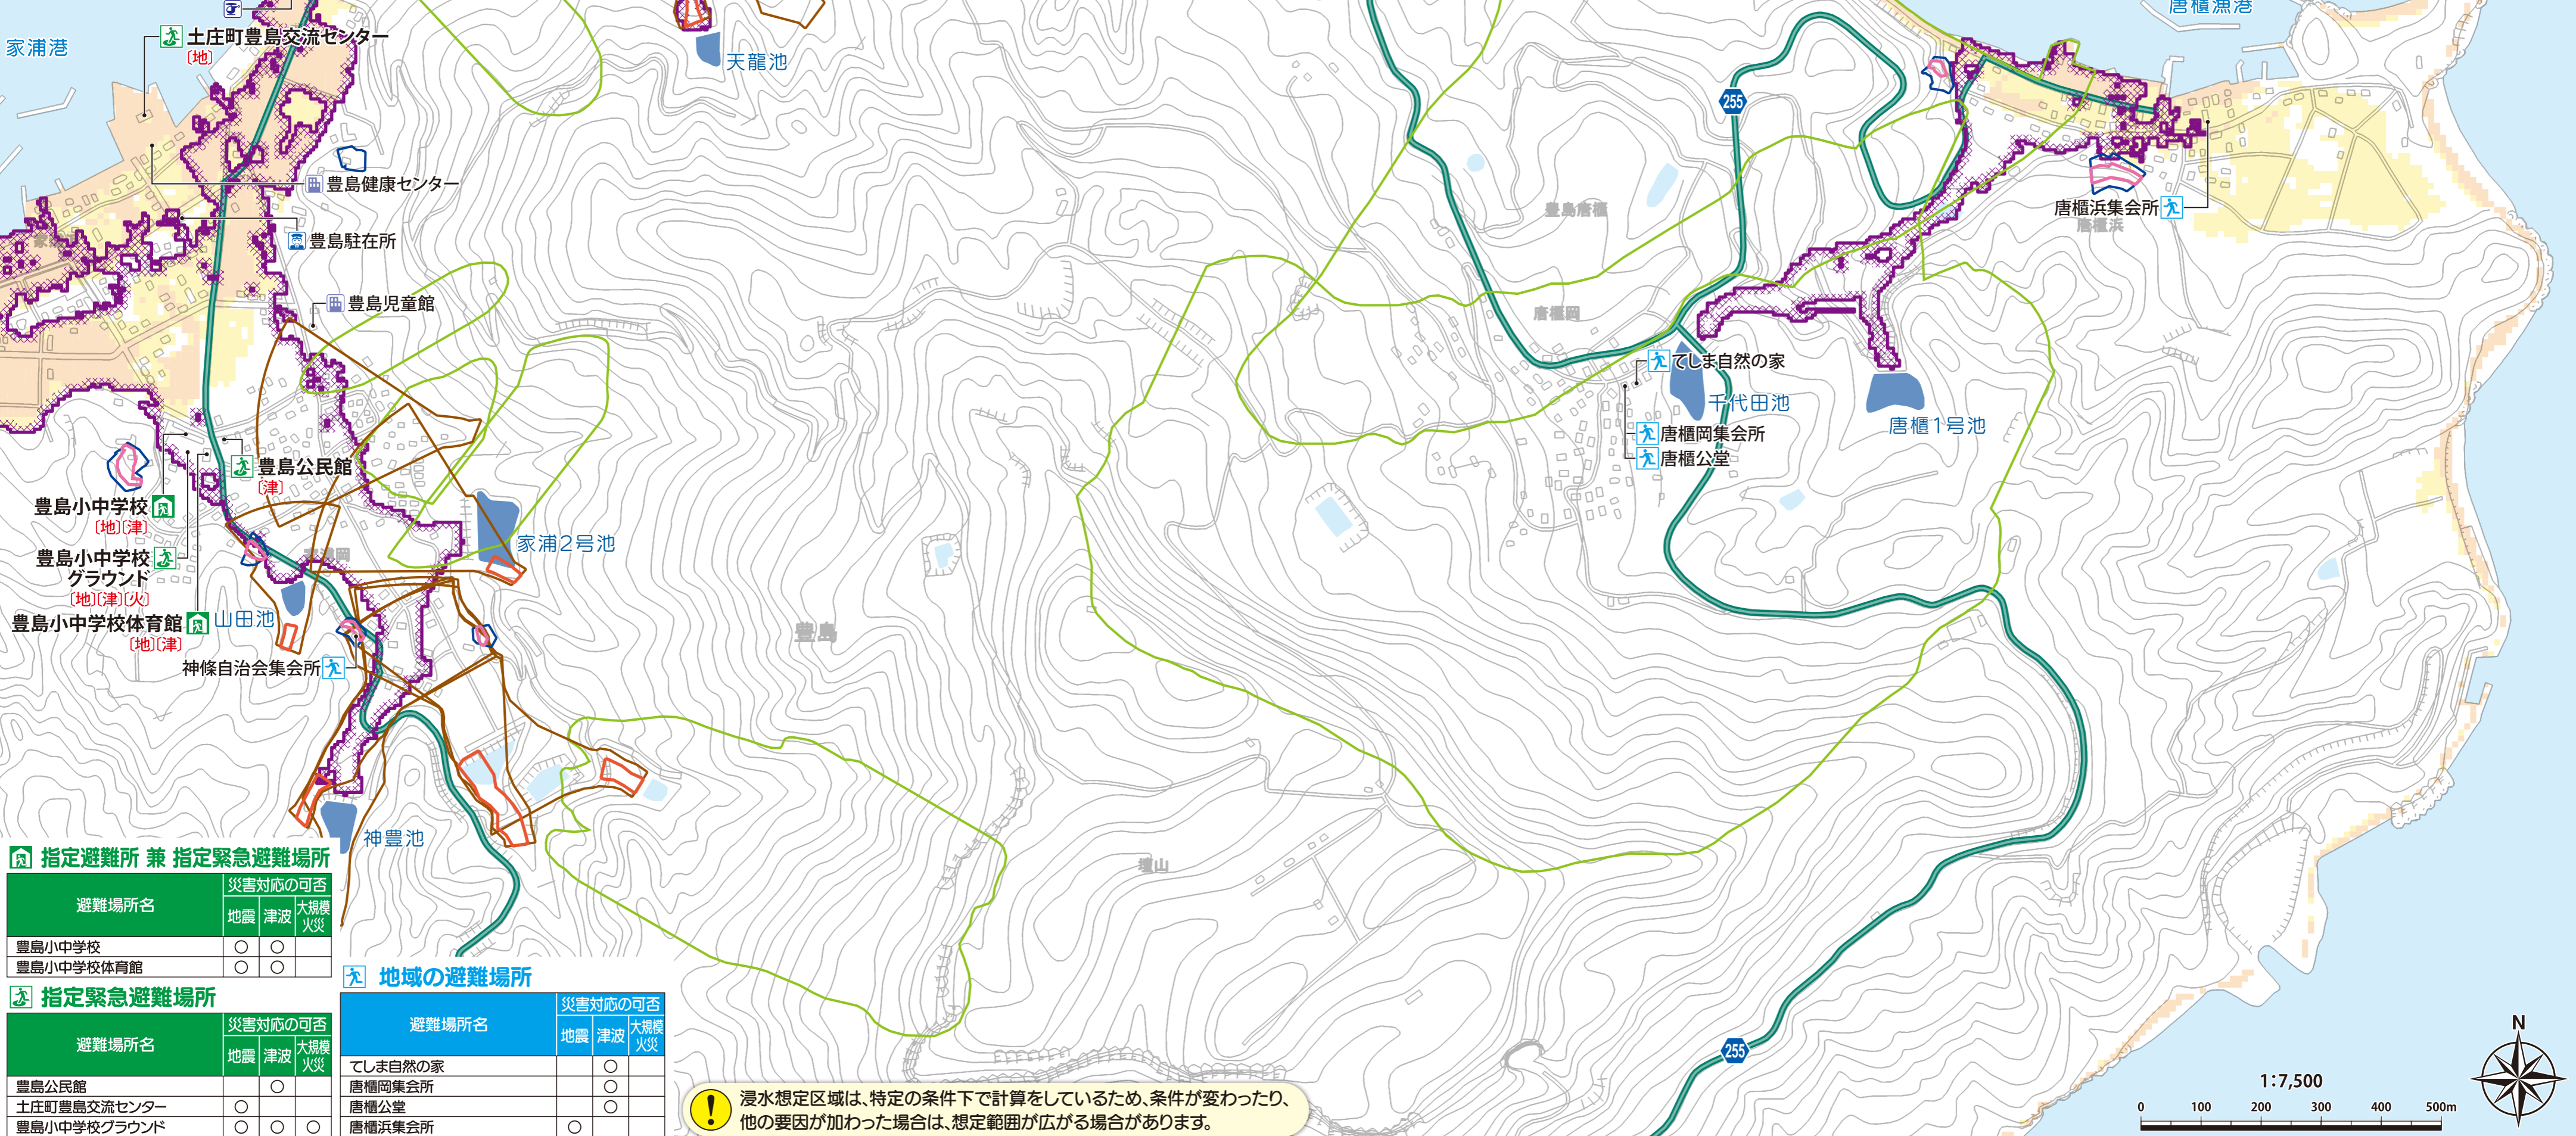 家浦港
土庄町豊島交流センター
〔地〕
天龍池
唐櫃漁港
255
豊島健康センター
豊島駐在所
豊島児童館
豊島唐櫃
唐櫃浜集会所
唐櫃浜
唐櫃岡
てしま自然の家
千代田池
唐櫃1号池
唐櫃岡集会所
唐櫃公堂
豊島公民館
〔津〕
豊島小中学校
〔地〕〔津〕
豊島小中学校
グラウンド
〔地〕〔津〕〔火〕
豊島小中学校体育館
〔地〕〔津〕
家浦岡
家浦2号池
山田池
神條自治会集会所
豊島
神豊池
壇山
指定避難所 兼 指定緊急避難場所
避難場所名 災害対応の可否
地震 津波 大規模火災
豊島小中学校 ○ ○
豊島小中学校体育館 ○ ○
指定緊急避難場所
避難場所名 災害対応の可否
地震 津波 大規模火災
豊島公民館 ○
土庄町豊島交流センター ○
豊島小中学校グラウンド ○ ○ ○
地域の避難場所
避難場所名 災害対応の可否
地震 津波 大規模火災
てしま自然の家 ○
唐櫃岡集会所 ○
唐櫃公堂 ○
唐櫃浜集会所 ○
浸水想定区域は、特定の条件下で計算をしているため、条件が変わったり、
他の要因が加わった場合は、想定範囲が広がる場合があります。
255
N
1:7,500
0 100 200 300 400 500m